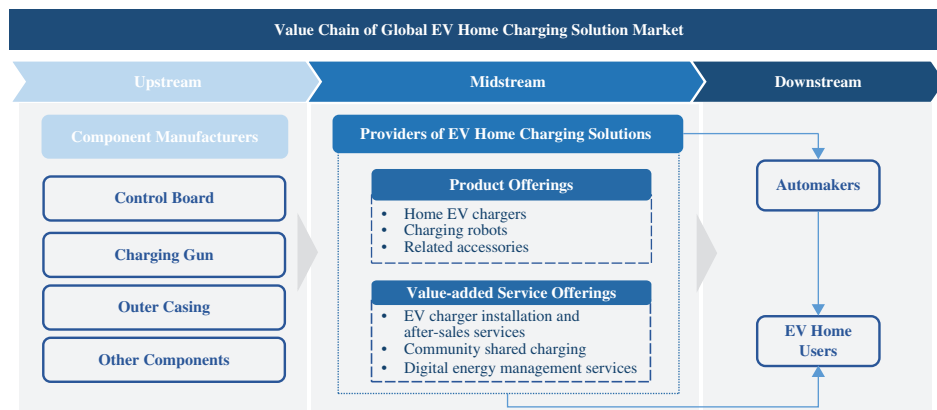 Value Chain of Global EV Home Charging Solution Market
Upstream
Midstream
Downstream
Component Manufacturers
Control Board
Charging Gun
Outer Casing
Other Components
Providers of EV Home Charging Solutions
Product Offerings
• Home EV chargers
• Charging robots
• Related accessories
Value-added Service Offerings
• EV charger installation and
after-sales services
• Community shared charging
• Digital energy management services
Automakers
EV Home
Users